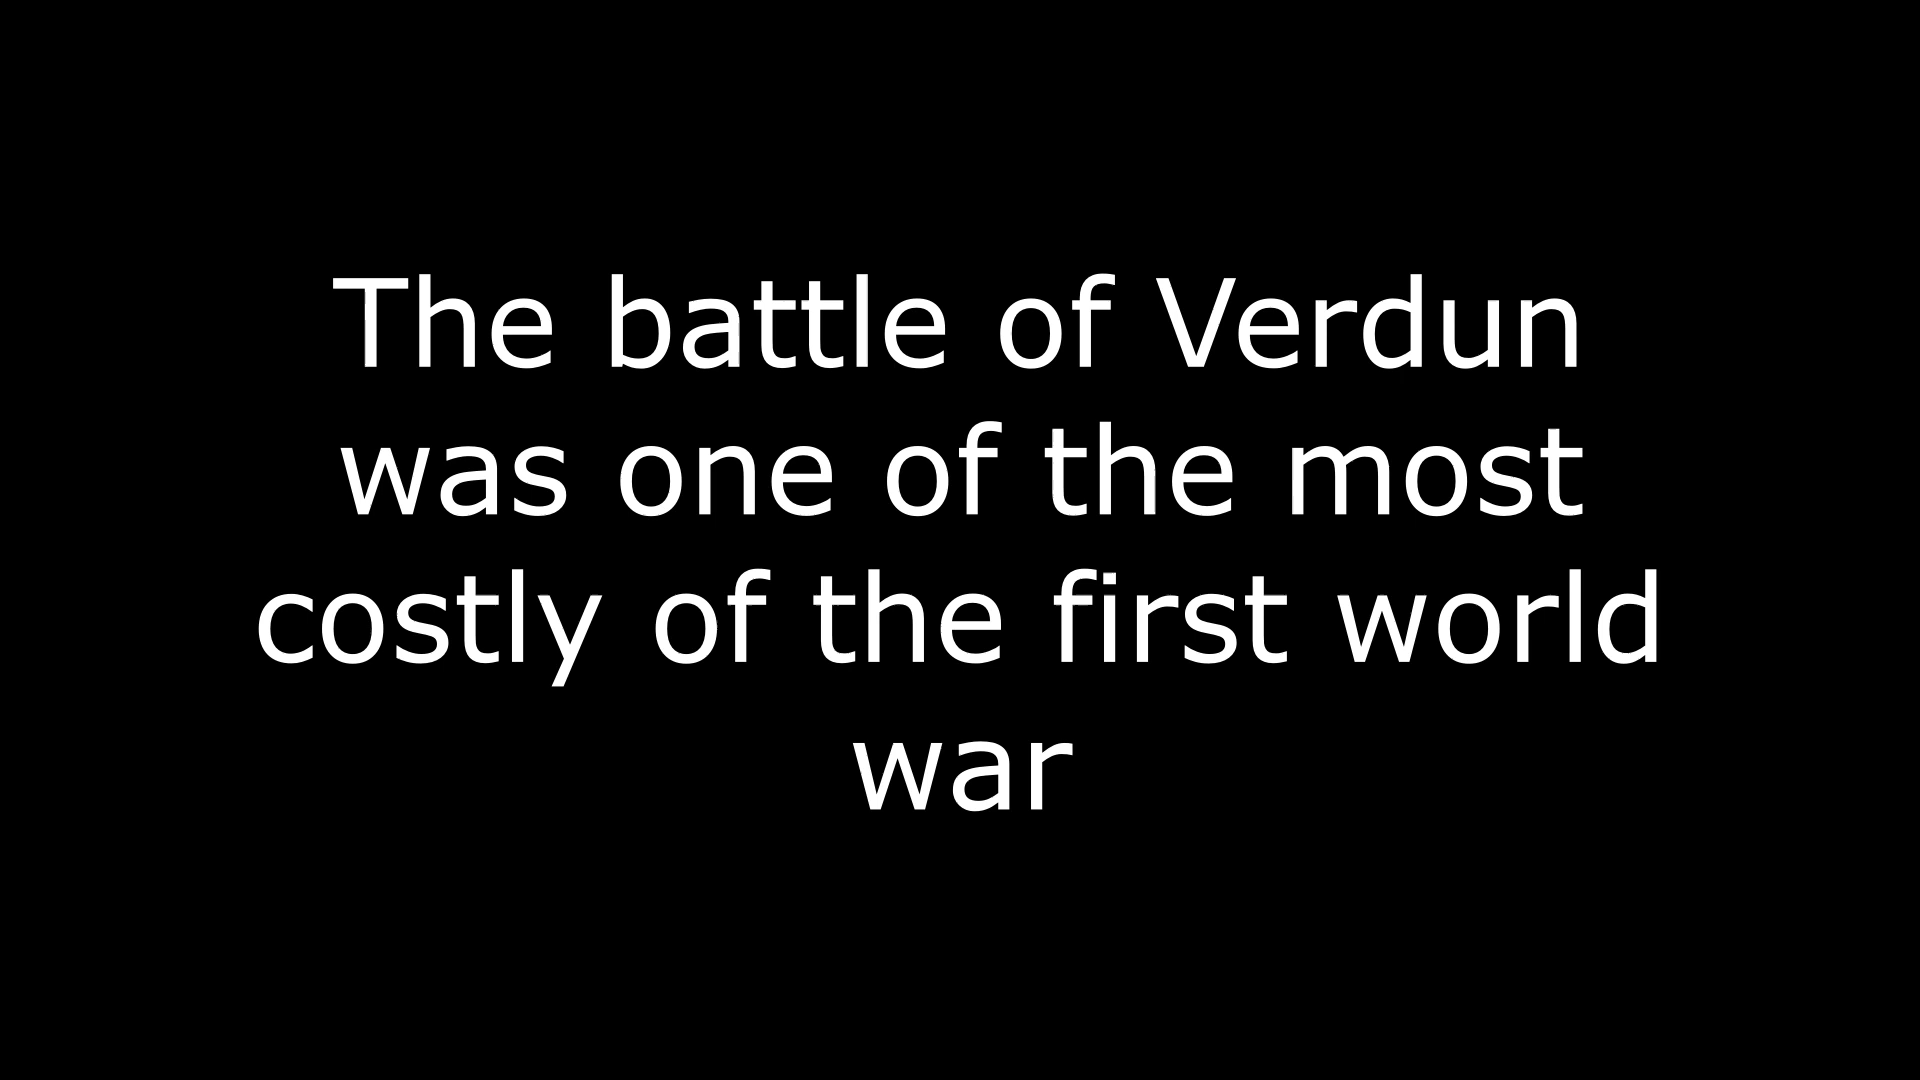 The battle of Verdun
was one of the most
costly of the first world
war